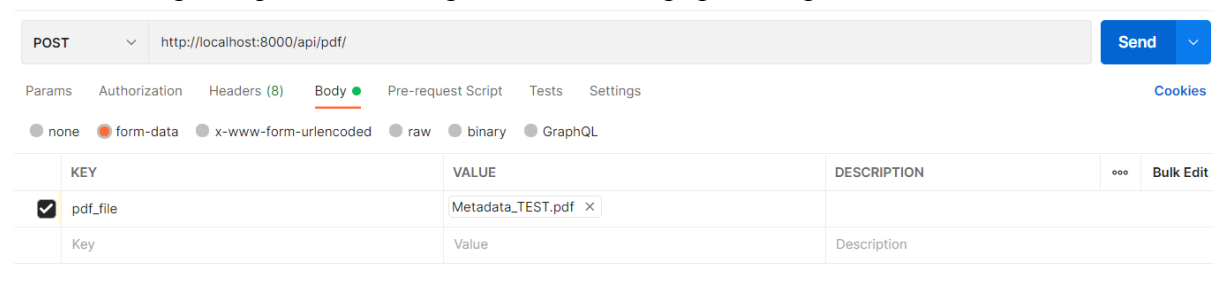 POST http://localhost:8000/api/pdf/ Send
Params Authorization Headers (8) Body Pre-request Script Tests Settings Cookies
none form-data x-www-form-urlencoded raw binary GraphQL
KEY VALUE DESCRIPTION ooo Bulk Edit
pdf_file Metadata_TEST.pdf ×
Key Value Description